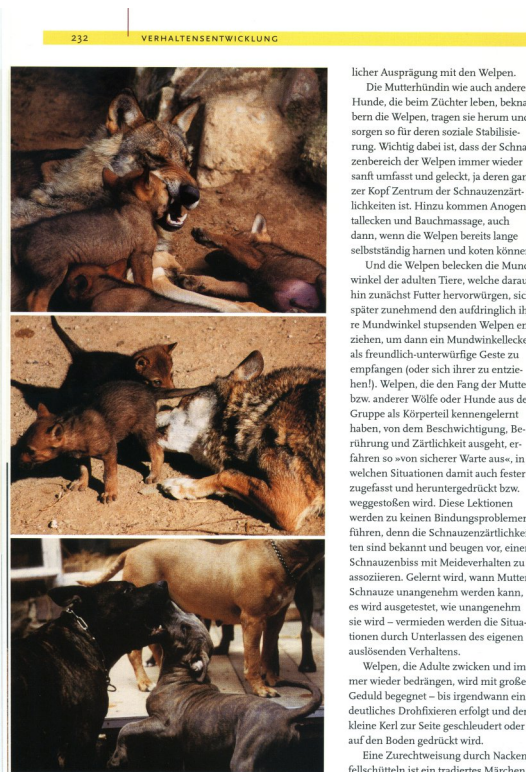 232
VERHALTENSENTWICKLUNG
licher Ausprägung mit den Welpen.
Die Mutterhündin wie auch andere
Hunde, die beim Züchter leben, bekna
bern die Welpen, tragen sie herum und
sorgen so für deren soziale Stabilisie-
rung. Wichtig dabei ist, dass der Schna
zenbereich der Welpen immer wieder
sanft umfasst und geleckt, ja deren gan
zer Kopf Zentrum der Schnauzenzärt-
lichkeiten ist. Hinzu kommen Anogen
tallecken und Bauchmassage, auch
dann, wenn die Welpen bereits lange
selbstständig harnen und koten könne
Und die Welpen belecken die Mund
winkel der adulten Tiere, welche darau
hin zunächst Futter hervorwürgen, sic
später zunehmend den aufdringlich ih
re Mundwinkel stupsenden Welpen en
ziehen, um dann ein Mundwinkellecke
als freundlich-unterwürfige Geste zu
empfangen (oder sich ihrer zu entzie-
hen!). Welpen, die den Fang der Mutte
bzw. anderer Wölfe oder Hunde aus de
Gruppe als Körperteil kennengelernt
haben, von dem Beschwichtigung, Be-
rührung und Zärtlichkeit ausgeht, er-
fahren so »von sicherer Warte aus«, in
welchen Situationen damit auch fester
zugefasst und heruntergedrückt bzw.
weggestoßen wird. Diese Lektionen
werden zu keinen Bindungsproblemen
führen, denn die Schnauzenzärtlichkei
ten sind bekannt und beugen vor, einen
Schnauzenbiss mit Meideverhalten zu
assoziieren. Gelernt wird, wann Mutter
Schnauze unangenehm werden kann,
es wird ausgetestet, wie unangenehm
sie wird – vermieden werden die Situa-
tionen durch Unterlassen des eigenen
auslösenden Verhaltens.
Welpen, die Adulte zwicken und im
mer wieder bedrängen, wird mit große
Geduld begegnet – bis irgendwann ein
deutliches Drohfixieren erfolgt und der
kleine Kerl zur Seite geschleudert oder
auf den Boden gedrückt wird.
Eine Zurechtweisung durch Nacken
fellschütteln ist ein tradiertes Märchen